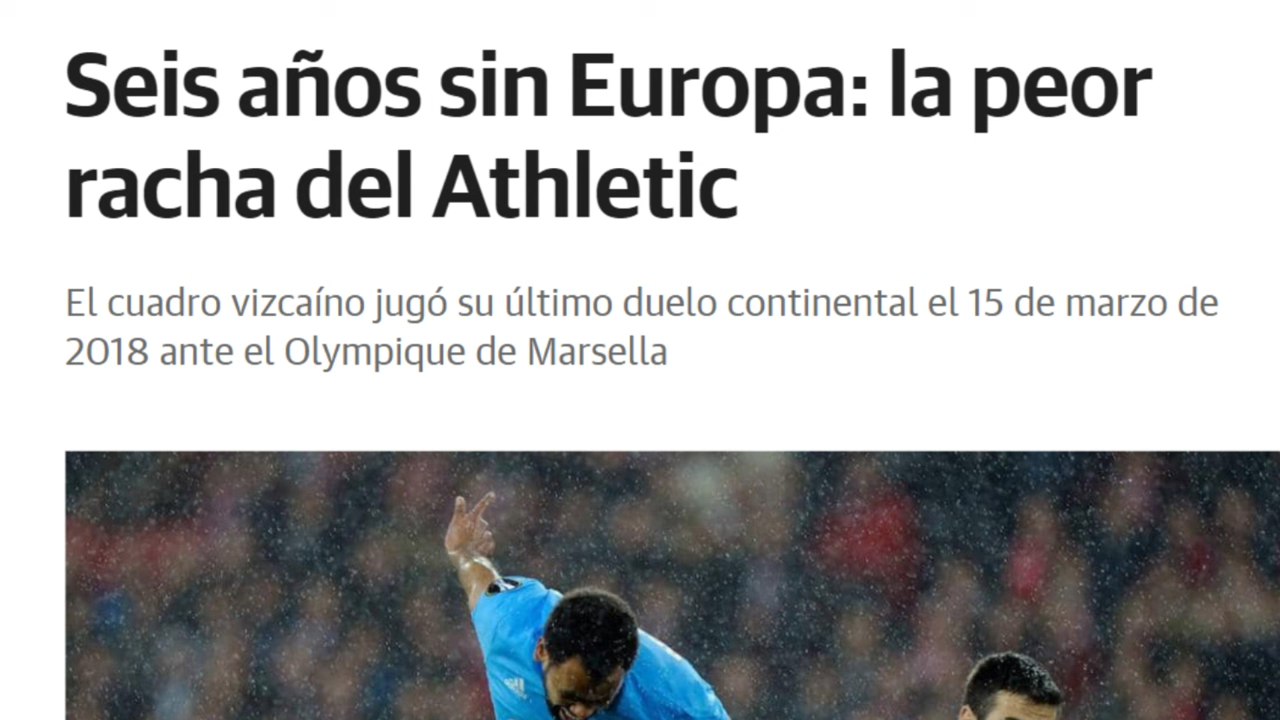 Seis años sin Europa: la peor
racha del Athletic
El cuadro vizcaíno jugó su último duelo continental el 15 de marzo de
2018 ante el Olympique de Marsella